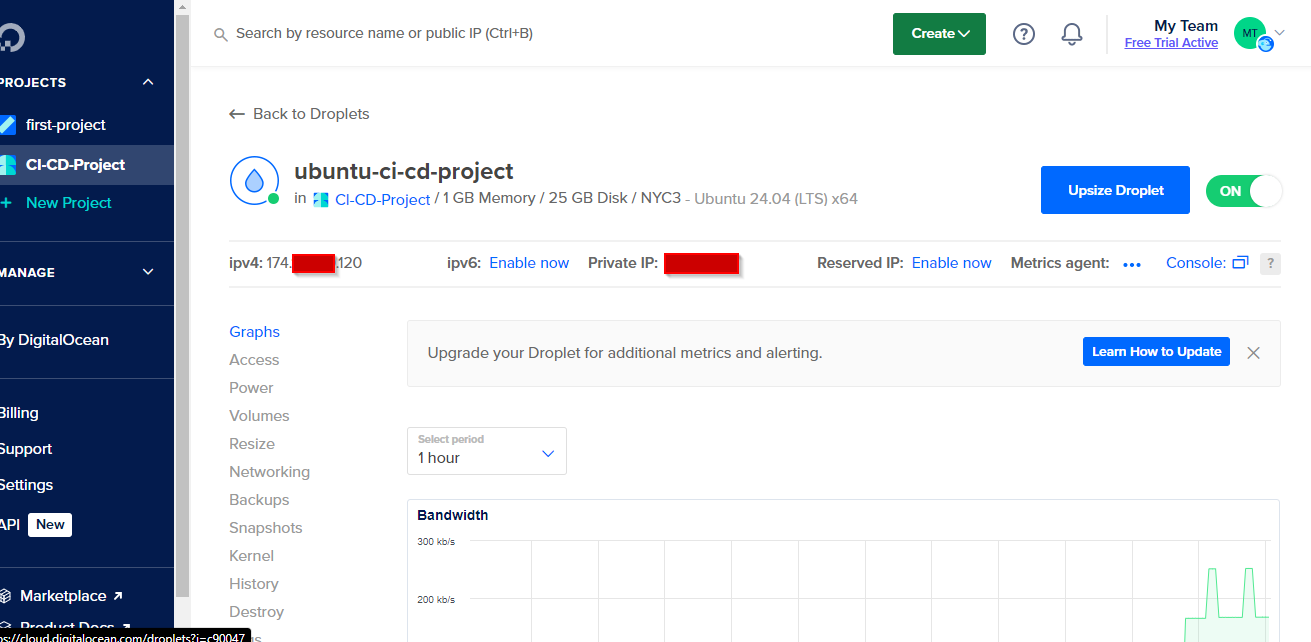 Search by resource name or public IP (Ctrl+B)
Create
?
My Team
Free Trial Active
MT
PROJECTS
first-project
CI-CD-Project
+ New Project
MANAGE
By DigitalOcean
Billing
Support
Settings
API New
Marketplace
Product Docs
ps://cloud.digitalocean.com/droplets?i=c90047
← Back to Droplets
ubuntu-ci-cd-project
in CI-CD-Project / 1 GB Memory / 25 GB Disk / NYC3 - Ubuntu 24.04 (LTS) x64
Upsize Droplet
ON
ipv4: 174. .120
ipv6: Enable now
Private IP:
Reserved IP: Enable now
Metrics agent: •••
Console: ?
Graphs
Access
Power
Volumes
Resize
Networking
Backups
Snapshots
Kernel
History
Destroy
Upgrade your Droplet for additional metrics and alerting.
Learn How to Update
Select period
1 hour
Bandwidth
300 kb/s
200 kb/s